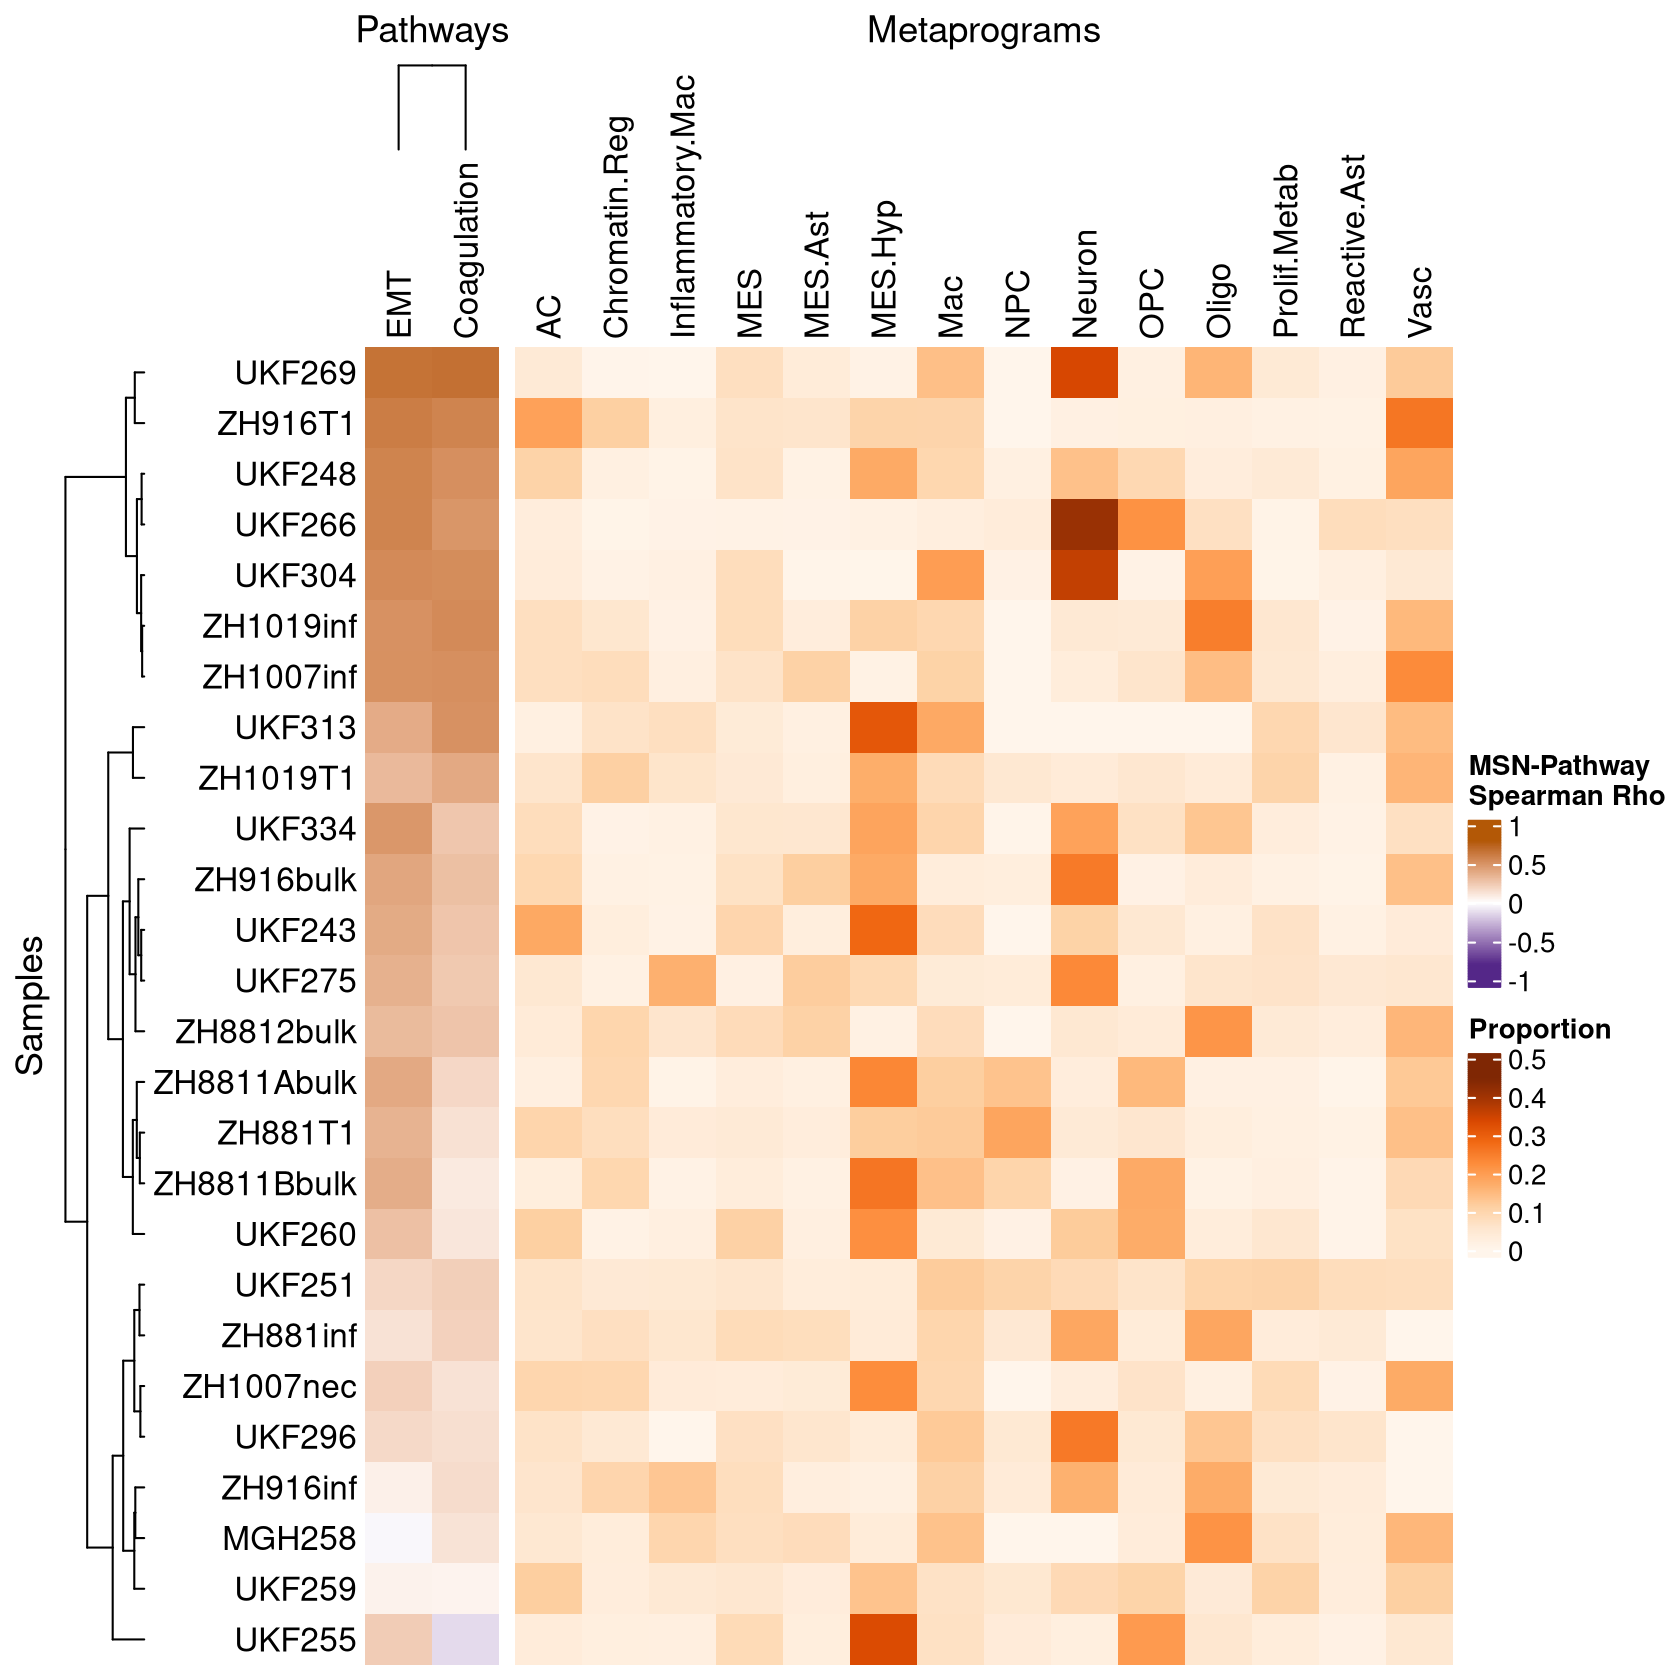 Pathways
Metaprograms
EMT
Coagulation
AC
Chromatin.Reg
Inflammatory.Mac
MES
MES.Ast
MES.Hyp
Mac
NPC
Neuron
OPC
Oligo
Prolif.Metab
Reactive.Ast
Vasc
Samples
UKF269
ZH916T1
UKF248
UKF266
UKF304
ZH1019inf
ZH1007inf
UKF313
ZH1019T1
UKF334
ZH916bulk
UKF243
UKF275
ZH8812bulk
ZH8811Abulk
ZH881T1
ZH8811Bbulk
UKF260
UKF251
ZH881inf
ZH1007nec
UKF296
ZH916inf
MGH258
UKF259
UKF255
MSN-Pathway
Spearman Rho
1
0.5
0
-0.5
-1
Proportion
0.5
0.4
0.3
0.2
0.1
0